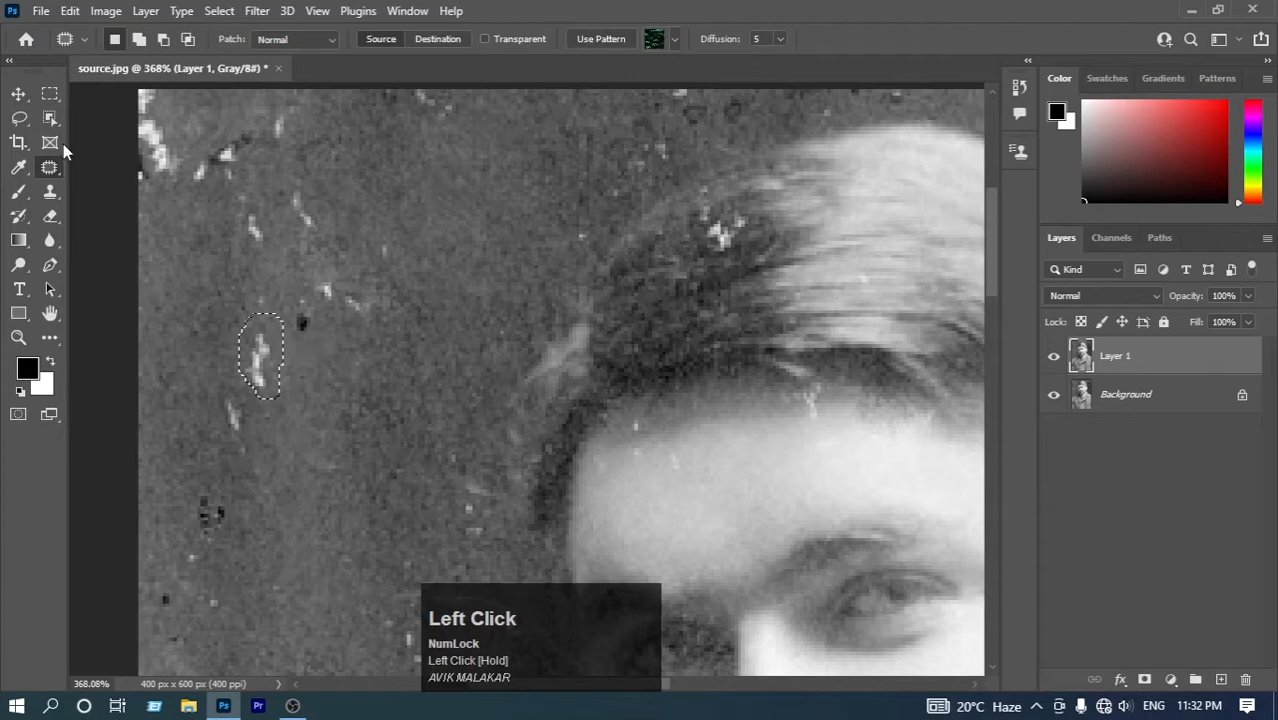 Ps File Edit Image Layer Type Select Filter 3D View Plugins Window Help
Patch: Normal Source Destination Transparent Use Pattern Diffusion: 5
source.jpg @ 368% (Layer 1, Gray/8#) *
Color Swatches Gradients Patterns
Layers Channels Paths
Kind
Normal Opacity: 100%
Lock: Fill: 100%
Layer 1
Background
Left Click
NumLock
Left Click [Hold]
AVIK MALAKAR
368.08% 400 px x 600 px (400 ppi)
Ps Pr 20°C Haze ENG 11:32 PM